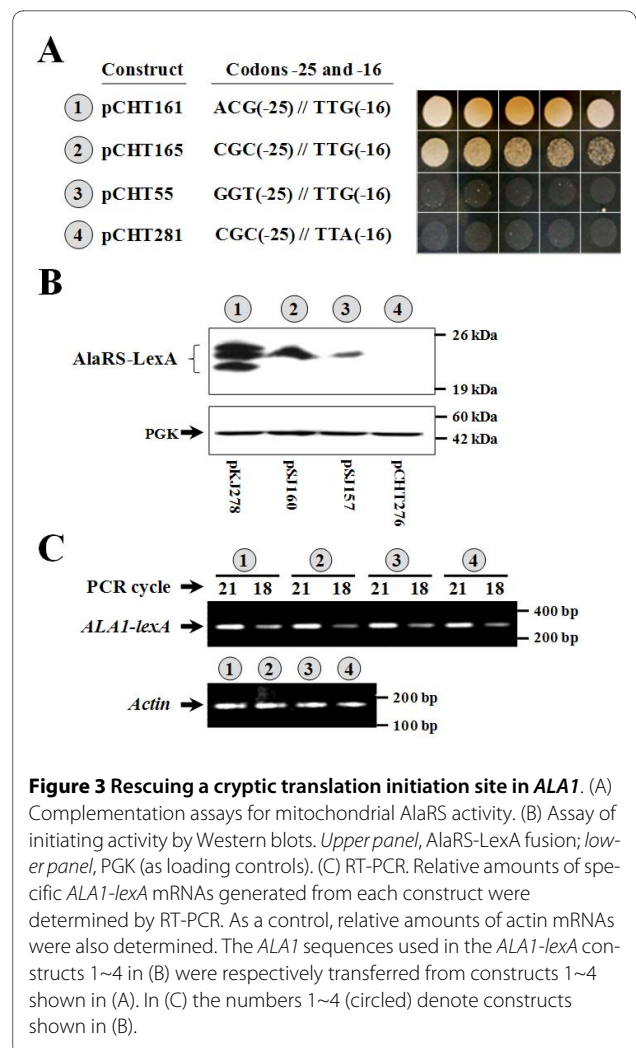 A
Construct Codons -25 and -16
1 pCHT161 ACG(-25) // TTG(-16)
2 pCHT165 CGC(-25) // TTG(-16)
3 pCHT55 GGT(-25) // TTG(-16)
4 pCHT281 CGC(-25) // TTA(-16)
B
1 2 3 4
26 kDa
AlaRS-LexA
19 kDa
60 kDa
PGK
42 kDa
pKJ278 pSJ160 pSJ157 pCHT276
C
1 2 3 4
PCR cycle 21 18 21 18 21 18 21 18
400 bp
ALA1-lexA
200 bp
1 2 3 4
200 bp
Actin
100 bp
Figure 3 Rescuing a cryptic translation initiation site in ALA1. (A)
Complementation assays for mitochondrial AlaRS activity. (B) Assay of
initiating activity by Western blots. Upper panel, AlaRS-LexA fusion; low-
er panel, PGK (as loading controls). (C) RT-PCR. Relative amounts of spe-
cific ALA1-lexA mRNAs generated from each construct were
determined by RT-PCR. As a control, relative amounts of actin mRNAs
were also determined. The ALA1 sequences used in the ALA1-lexA con-
structs 1~4 in (B) were respectively transferred from constructs 1~4
shown in (A). In (C) the numbers 1~4 (circled) denote constructs
shown in (B).